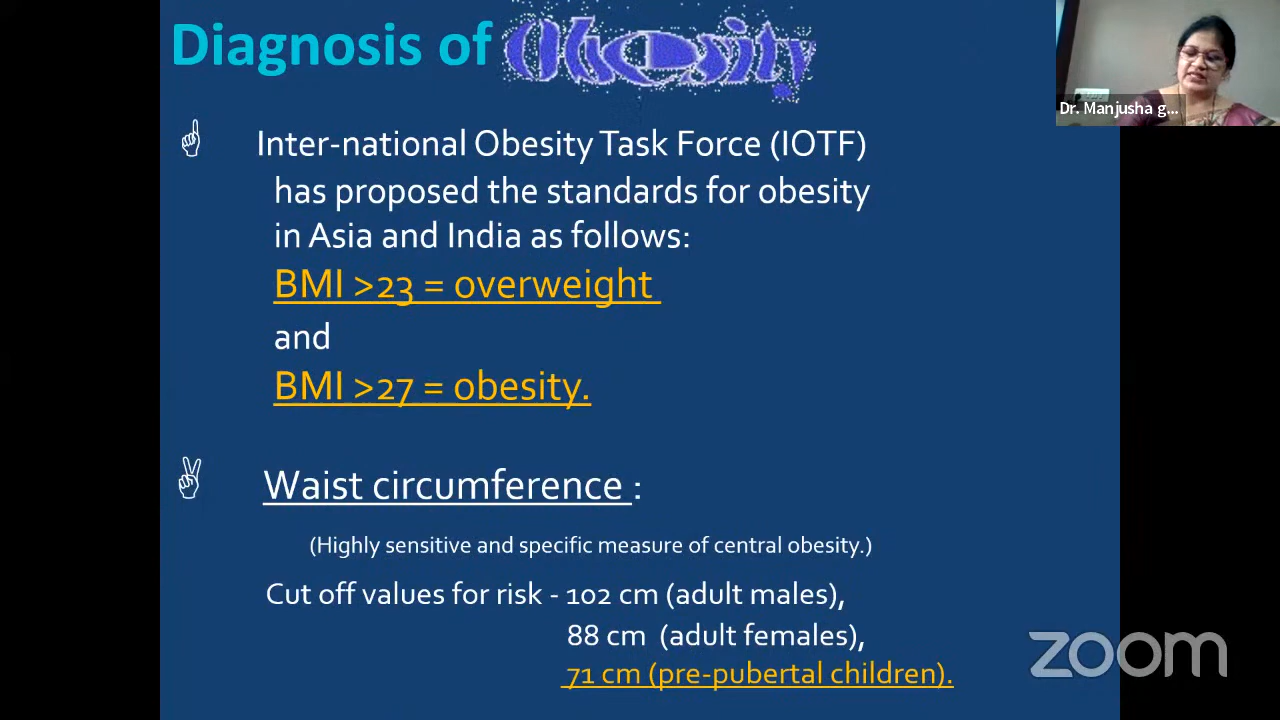 Diagnosis of Obesity
Dr. Manjusha g...
Inter-national Obesity Task Force (IOTF)
has proposed the standards for obesity
in Asia and India as follows:
BMI >23 = overweight
and
BMI >27 = obesity.
Waist circumference :
(Highly sensitive and specific measure of central obesity.)
Cut off values for risk - 102 cm (adult males),
88 cm (adult females),
71 cm (pre-pubertal children).
zoom